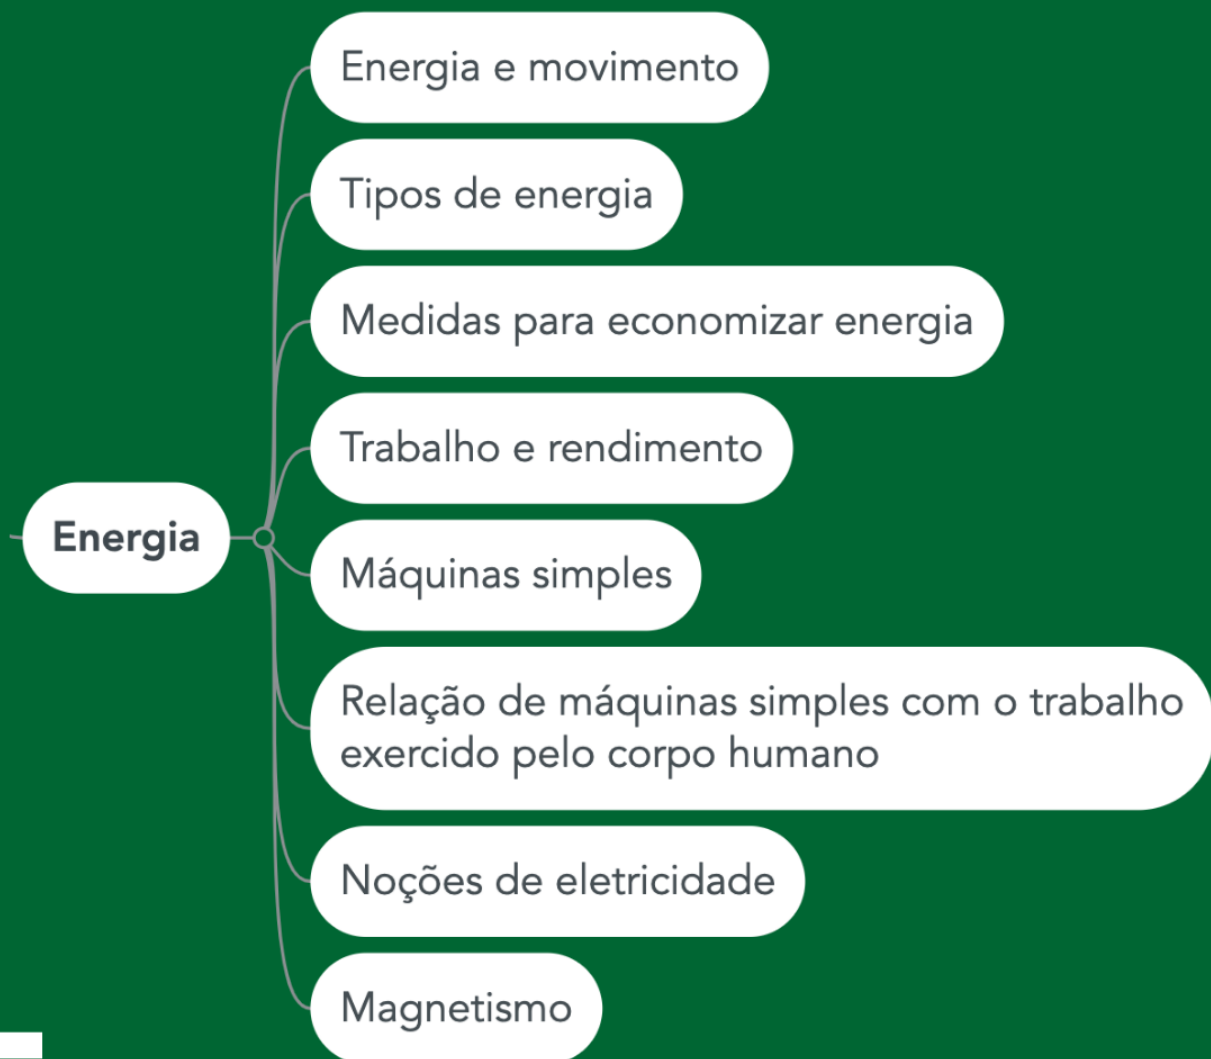 Energia e movimento
Tipos de energia
Medidas para economizar energia
Trabalho e rendimento
Energia
Máquinas simples
Relação de máquinas simples com o trabalho
exercido pelo corpo humano
Noções de eletricidade
Magnetismo